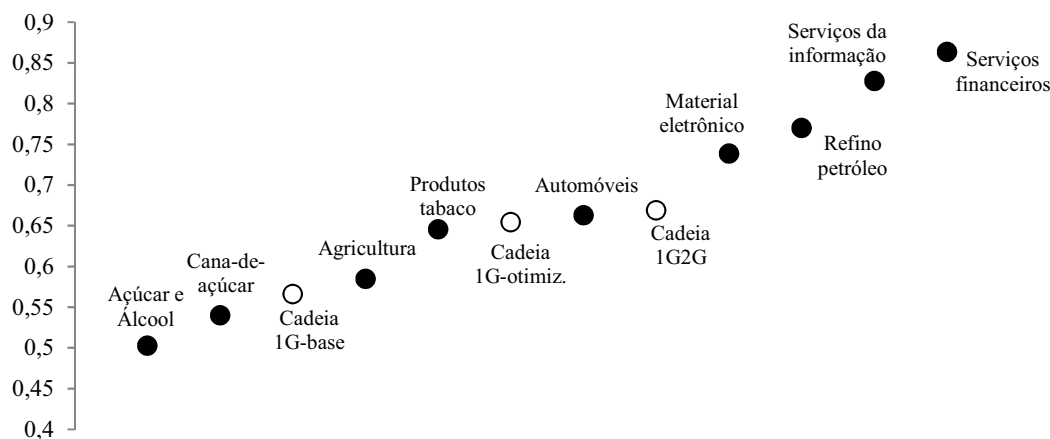 0,9
0,85
0,8
0,75
0,7
0,65
0,6
0,55
0,5
0,45
0,4
Açúcar e
Álcool
Cana-de-
açúcar
Cadeia
1G-base
Agricultura
Produtos
tabaco
Cadeia
1G-otimiz.
Automóveis
Cadeia
1G2G
Material
eletrônico
Refino
petróleo
Serviços da
informação
Serviços
financeiros